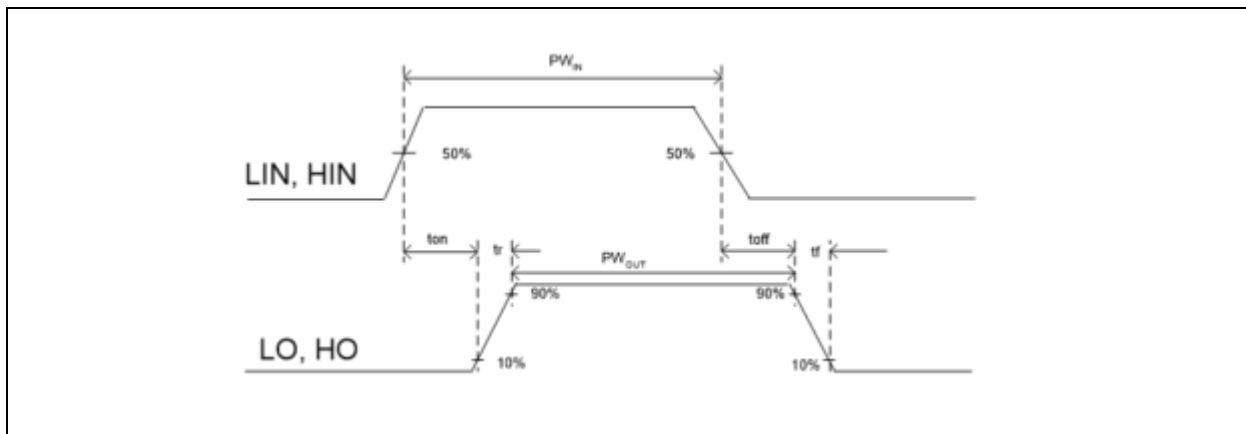 PW_IN
50% 50%
LIN, HIN
ton tr toff tf
PW_OUT
90% 90%
LO, HO
10% 10%